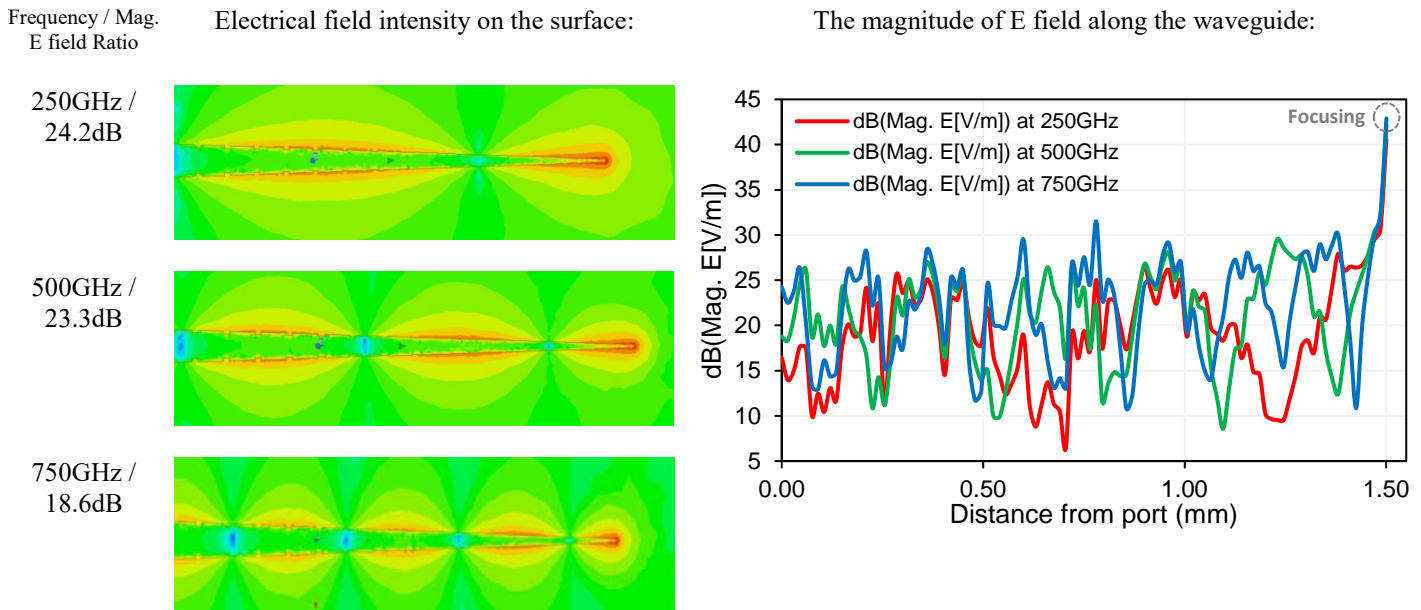 Frequency / Mag.
E field Ratio
Electrical field intensity on the surface:
The magnitude of E field along the waveguide:
250GHz /
24.2dB
500GHz /
23.3dB
750GHz /
18.6dB
dB(Mag. E[V/m])
45
40
35
30
25
20
15
10
5
dB(Mag. E[V/m]) at 250GHz
dB(Mag. E[V/m]) at 500GHz
dB(Mag. E[V/m]) at 750GHz
Focusing
0.00
0.50
1.00
1.50
Distance from port (mm)